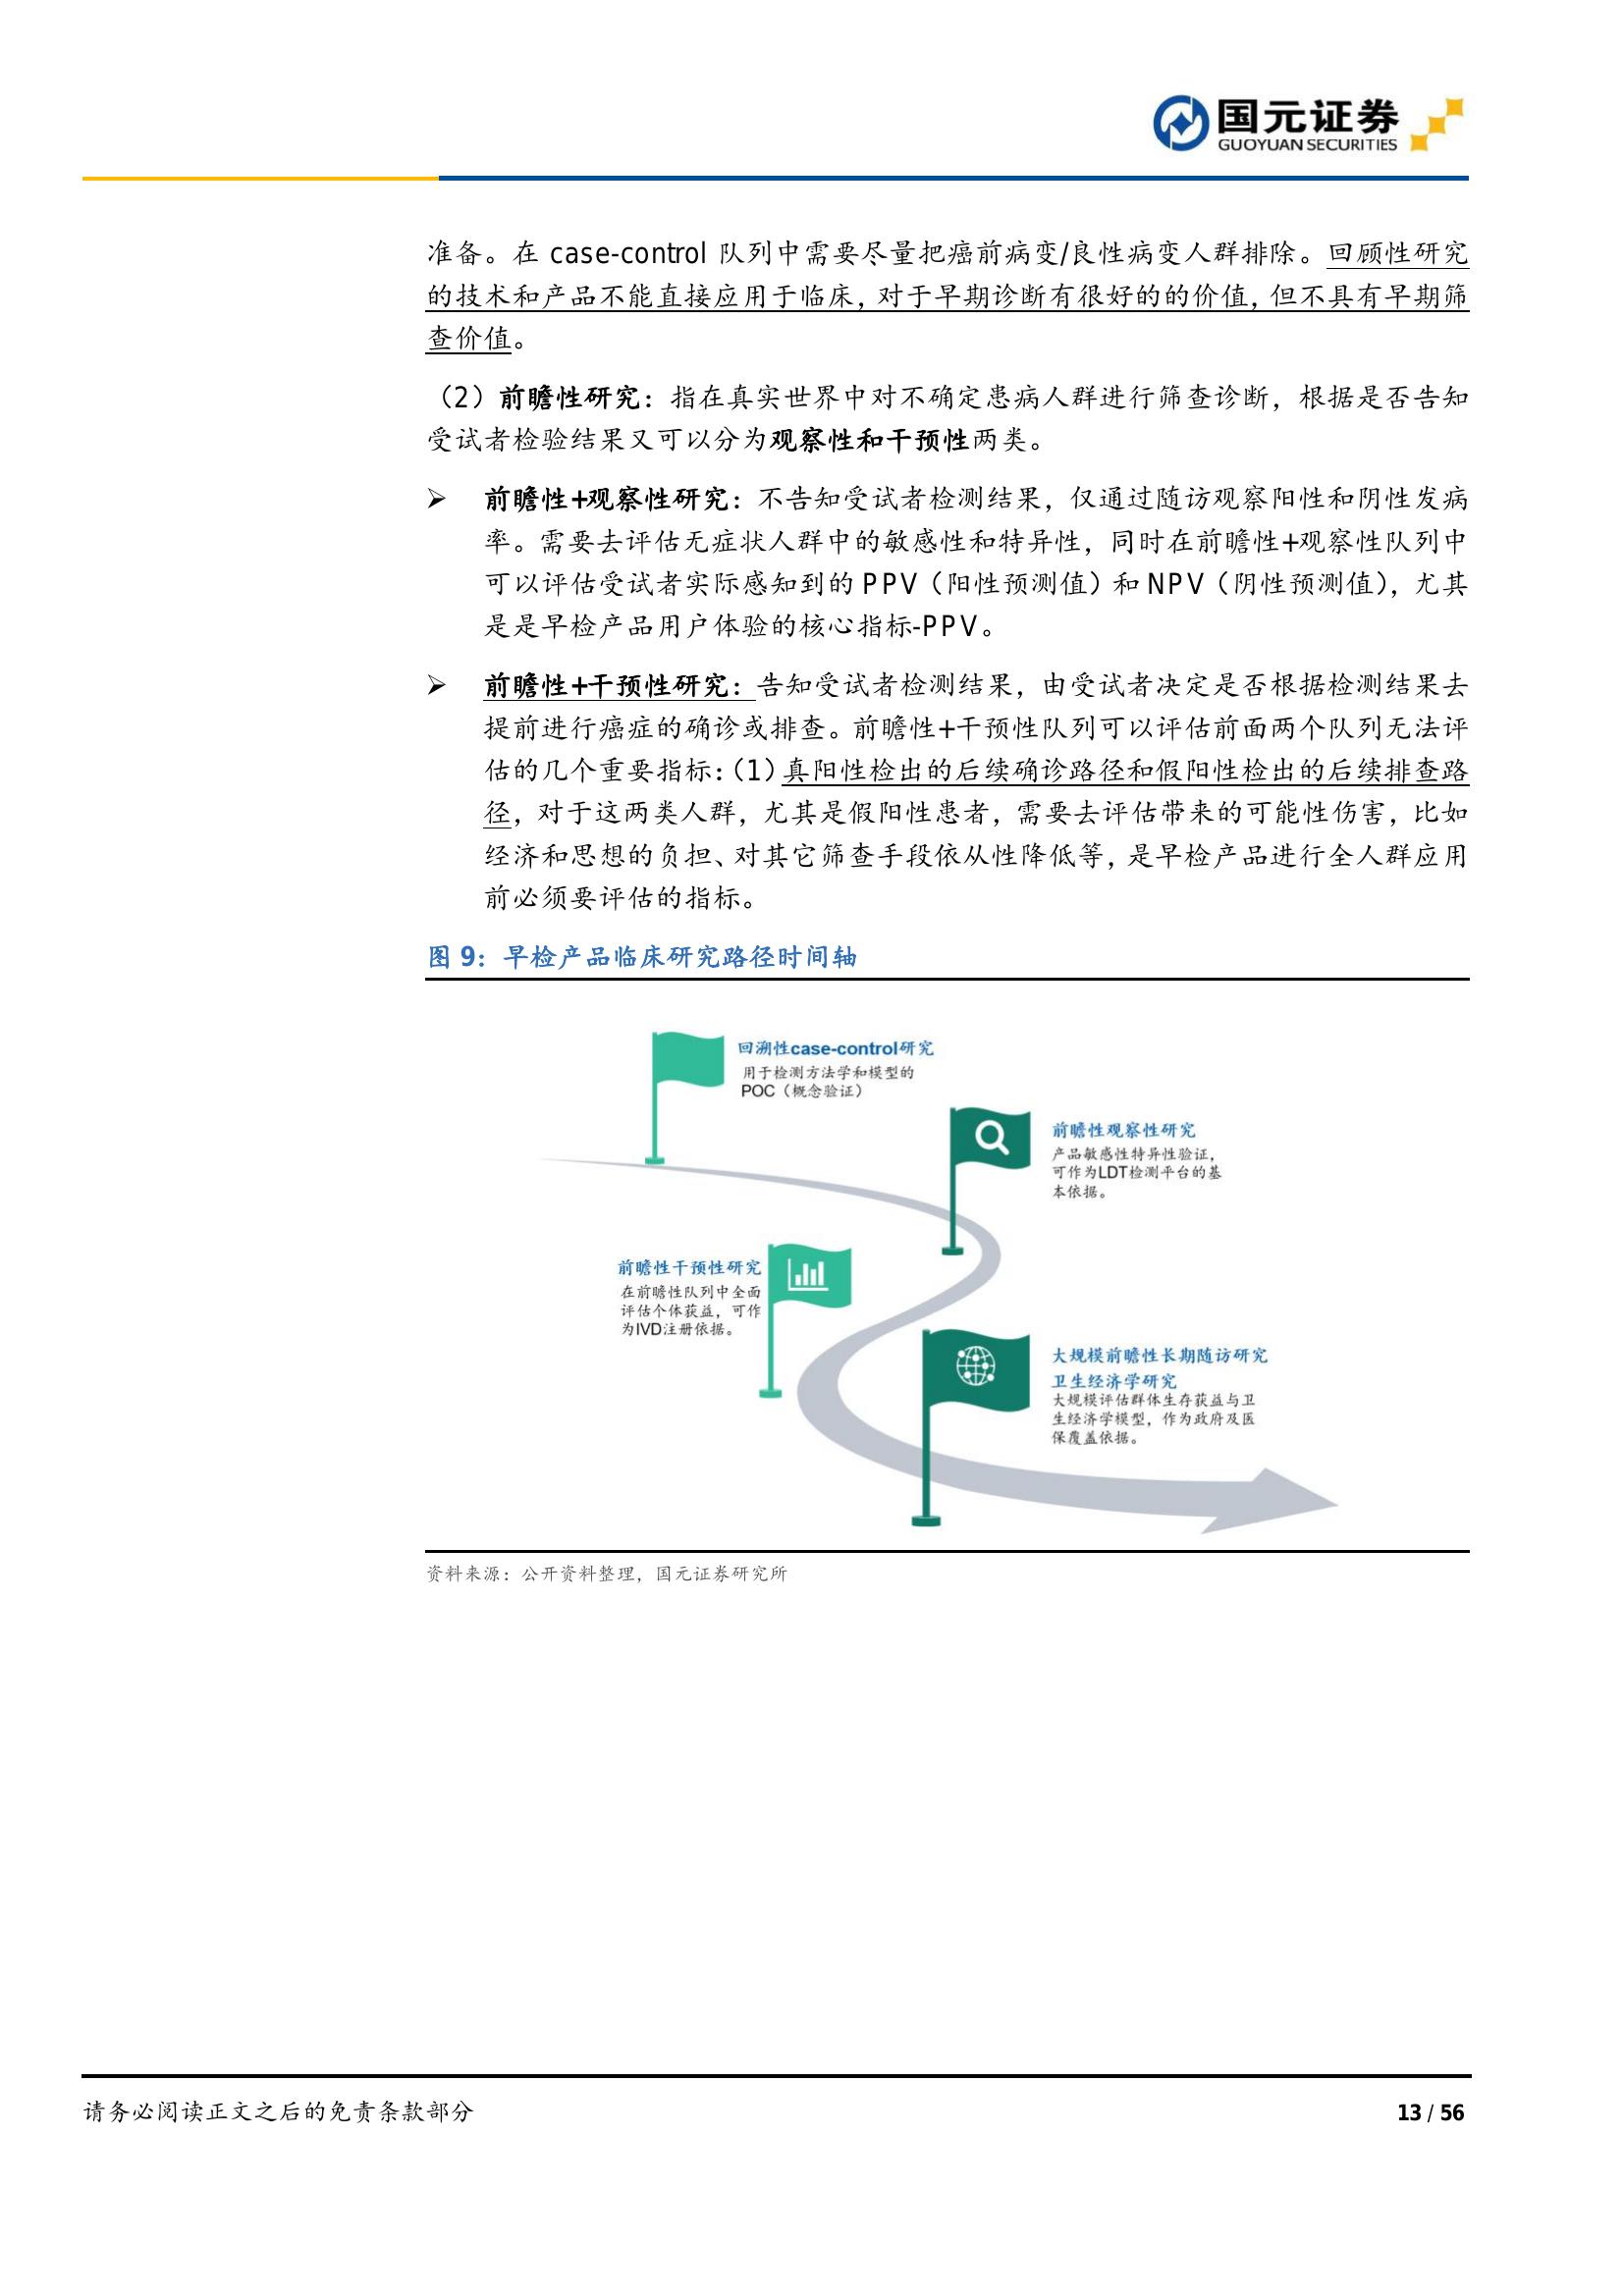 国元证券
GUOYUAN SECURITIES
准备。在 case-control 队列中需要尽量把癌前病变/良性病变人群排除。回顾性研究
的技术和产品不能直接应用于临床，对于早期诊断有很好的的价值，但不具有早期筛
查价值。
（2）前瞻性研究：指在真实世界中对不确定患病人群进行筛查诊断，根据是否告知
受试者检验结果又可以分为观察性和干预性两类。
➢ 前瞻性+观察性研究：不告知受试者检测结果，仅通过随访观察阳性和阴性发病
率。需要去评估无症状人群中的敏感性和特异性，同时在前瞻性+观察性队列中
可以评估受试者实际感知到的 PPV（阳性预测值）和 NPV（阴性预测值），尤其
是是早检产品用户体验的核心指标-PPV。
➢ 前瞻性+干预性研究：告知受试者检测结果，由受试者决定是否根据检测结果去
提前进行癌症的确诊或排查。前瞻性+干预性队列可以评估前面两个队列无法评
估的几个重要指标：（1）真阳性检出的后续确诊路径和假阳性检出的后续排查路
径，对于这两类人群，尤其是假阳性患者，需要去评估带来的可能性伤害，比如
经济和思想的负担、对其它筛查手段依从性降低等，是早检产品进行全人群应用
前必须要评估的指标。
图 9：早检产品临床研究路径时间轴
回溯性case-control研究
用于检测方法学和模型的
POC（概念验证）
前瞻性观察性研究
产品敏感性特异性验证，
可作为LDT检测平台的基
本依据。
前瞻性干预性研究
在前瞻性队列中全面
评估个体获益，可作
为IVD注册依据。
大规模前瞻性长期随访研究
卫生经济学研究
大规模评估群体生存获益与卫
生经济学模型，作为政府及医
保覆盖依据。
资料来源：公开资料整理，国元证券研究所
请务必阅读正文之后的免责条款部分
13 / 56